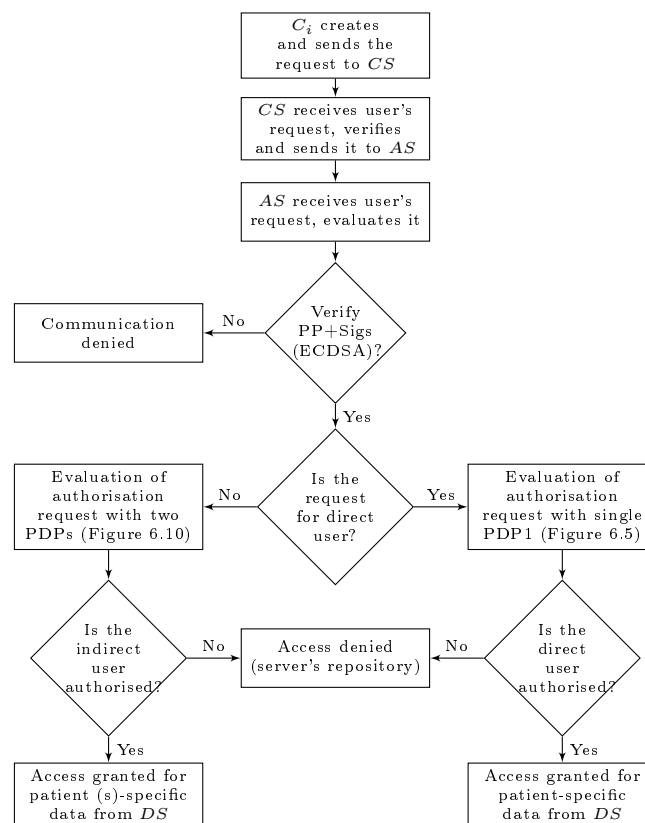 C_i creates
and sends the
request to CS
CS receives user's
request, verifies
and sends it to AS
AS receives user's
request, evaluates it
Verify
PP+Sigs
(ECDSA)?
No
Communication
denied
Yes
Is the
request
for direct
user?
No
Yes
Evaluation of
authorisation
request with two
PDPs (Figure 6.10)
Evaluation of
authorisation
request with single
PDP1 (Figure 6.5)
Is the
indirect
user
authorised?
No
Access denied
(server's repository)
No
Is the
direct
user
authorised?
Yes
Yes
Access granted for
patient (s)-specific
data from DS
Access granted for
patient-specific
data from DS